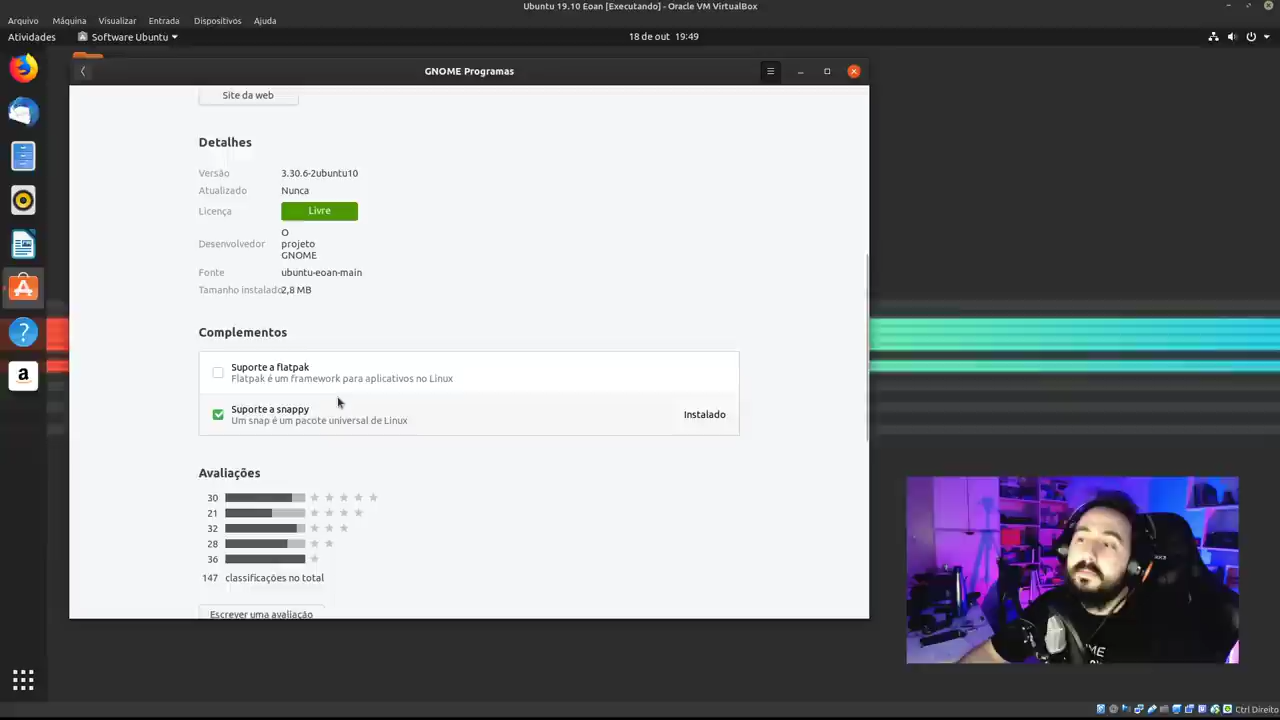 Ubuntu 19.10 Eoan [Executando] - Oracle VM VirtualBox
Arquivo Máquina Visualizar Entrada Dispositivos Ajuda
Atividades Software Ubuntu 18 de out 19:49
GNOME Programas
Site da web
Detalhes
Versão 3.30.6-2ubuntu10
Atualizado Nunca
Licença Livre
O
Desenvolvedor projeto
GNOME
Fonte ubuntu-eoan-main
Tamanho instalado 2,8 MB
Complementos
Suporte a flatpak
Flatpak é um framework para aplicativos no Linux
Suporte a snappy
Um snap é um pacote universal de Linux
Instalado
Avaliações
30
21
32
28
36
147 classificações no total
Escrever uma avaliação
Ctrl Direito